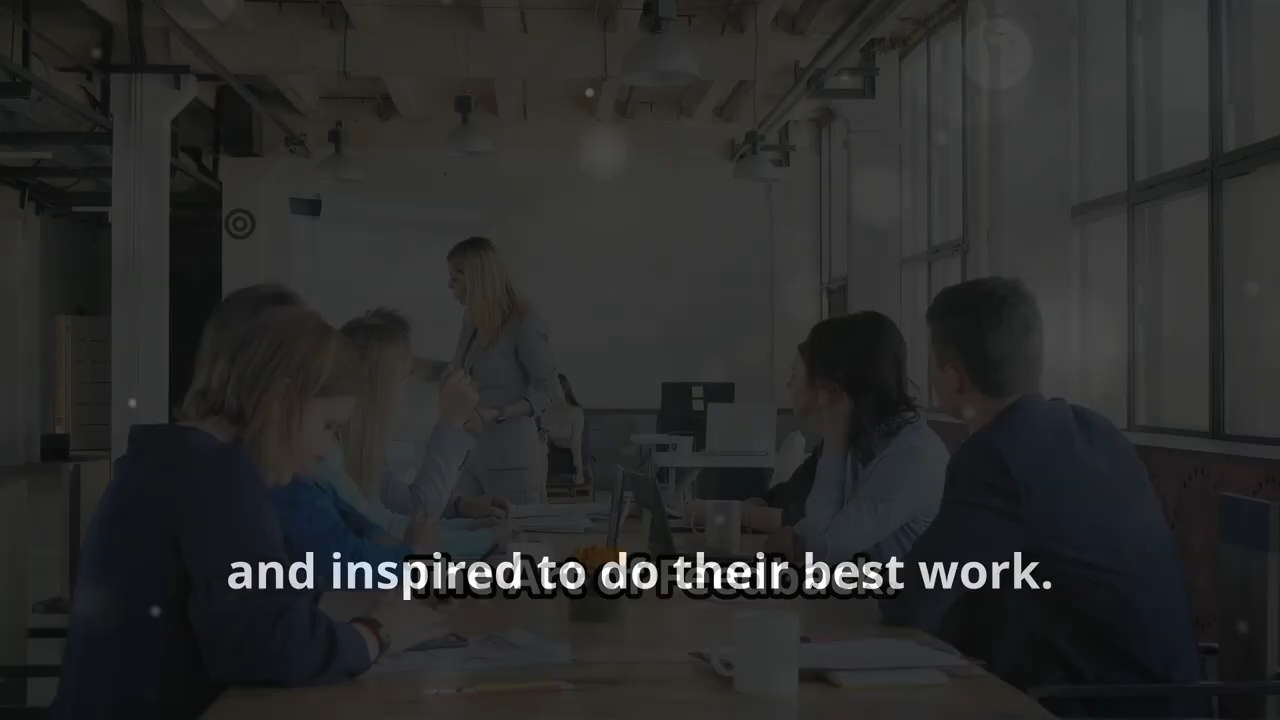 and inspired to do their best work.
The Art of Feedback.